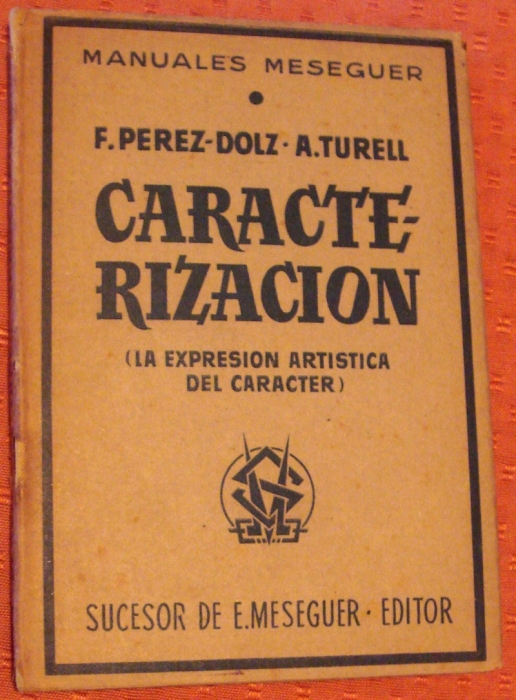 MANUALES MESEGUER
F. PEREZ-DOLZ · A. TURELL
CARACTE-
RIZACION
(LA EXPRESION ARTISTICA
DEL CARACTER)
SUCESOR DE E. MESEGUER · EDITOR